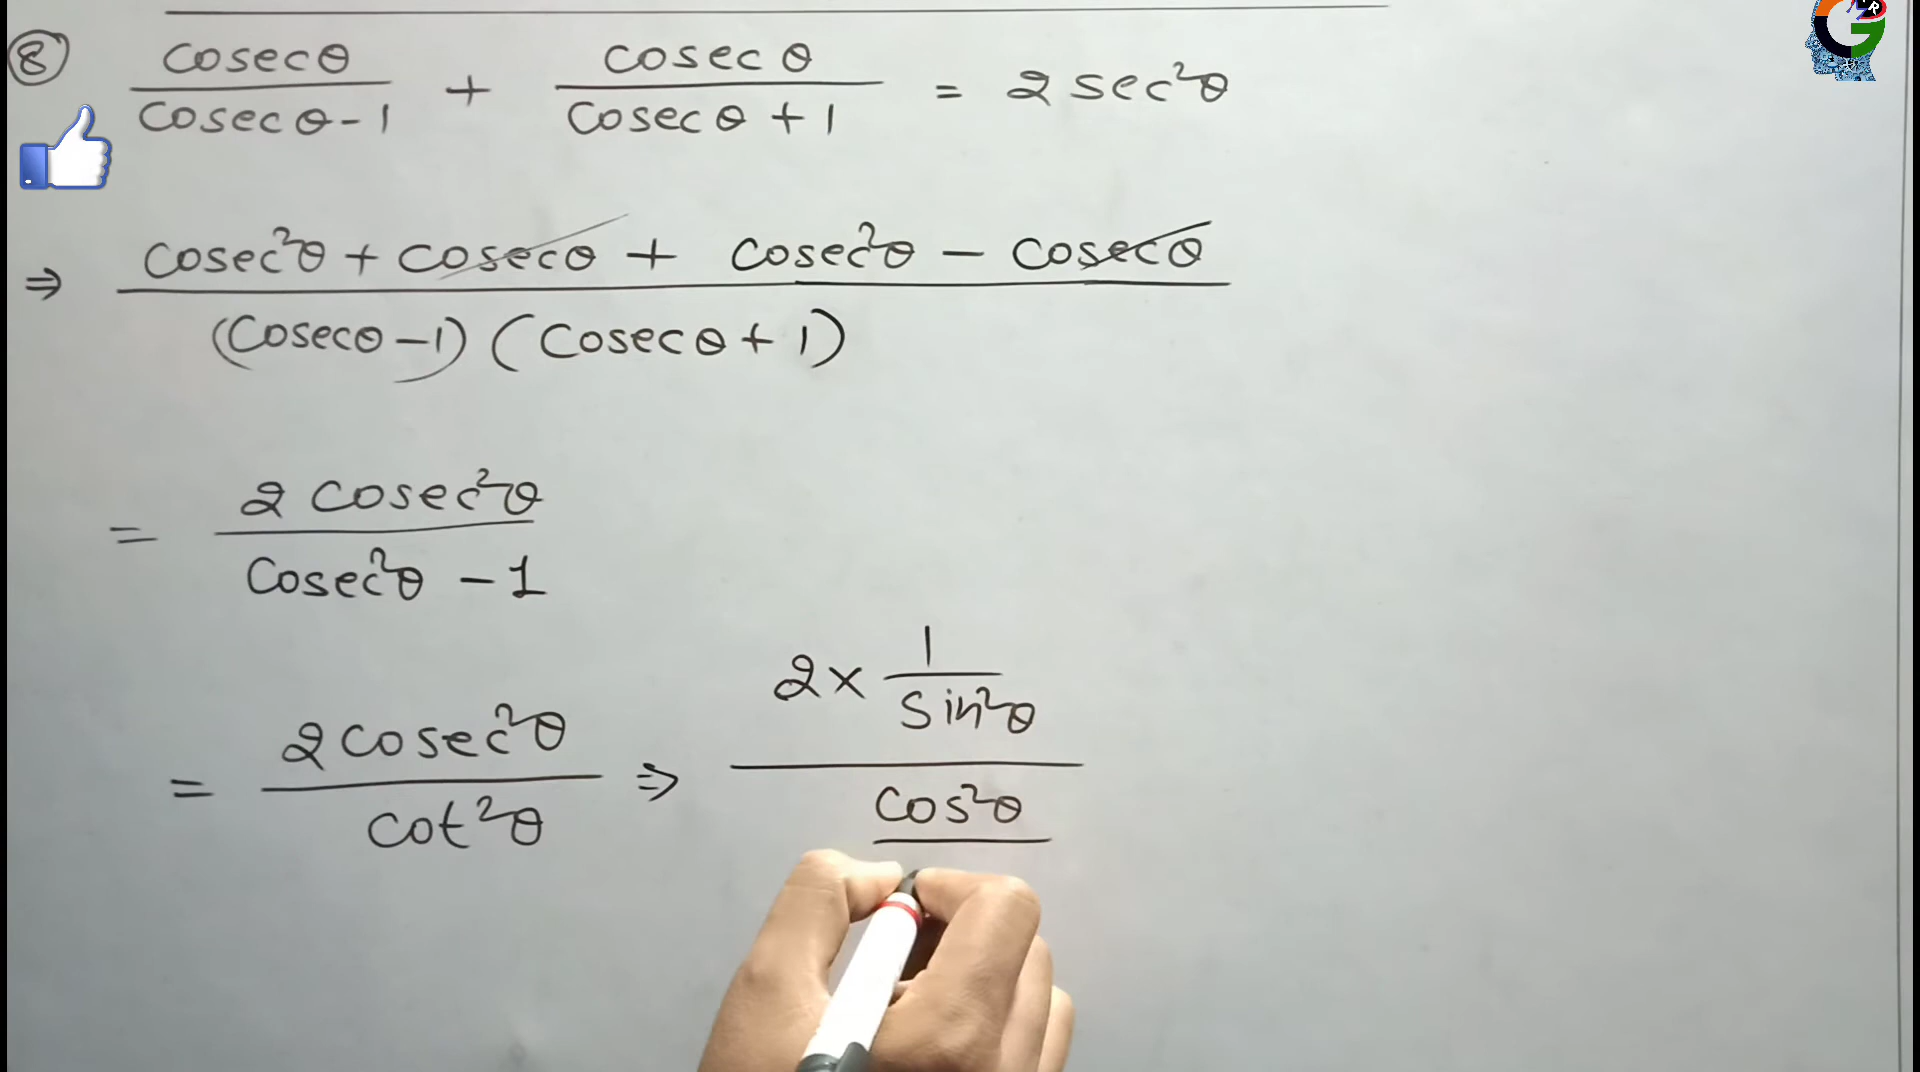 ⑧ cosecθ/cosecθ-1 + cosecθ/cosecθ+1 = 2sec²θ
⇒ cosec²θ + cosecθ + cosec²θ - cosecθ/(cosecθ-1)(cosecθ+1)
= 2cosec²θ/cosec²θ - 1
= 2cosec²θ/cot²θ ⇒ 2 × 1/sin²θ / cos²θ